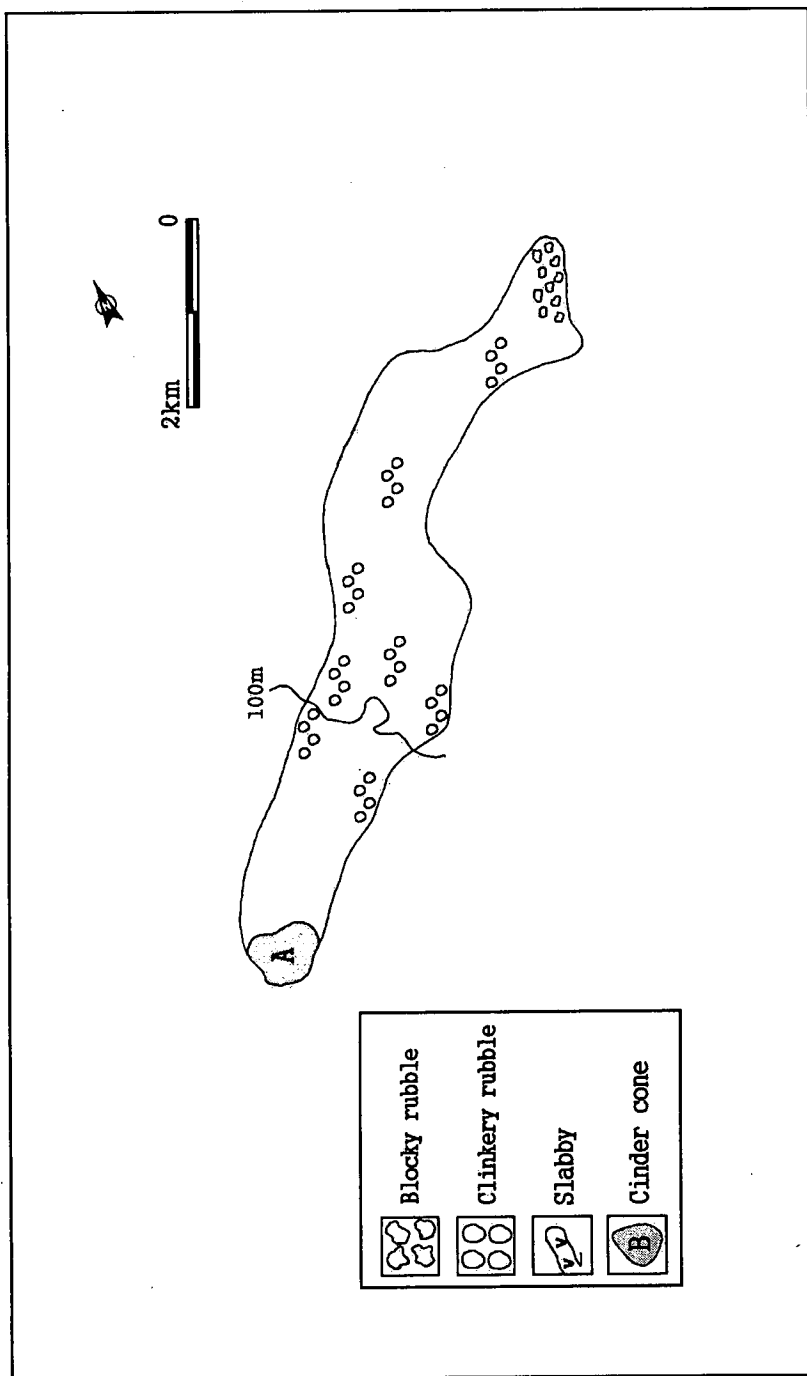 2km 0
100m
A
Blocky rubble
Clinkery rubble
v v Slabby
B Cinder cone